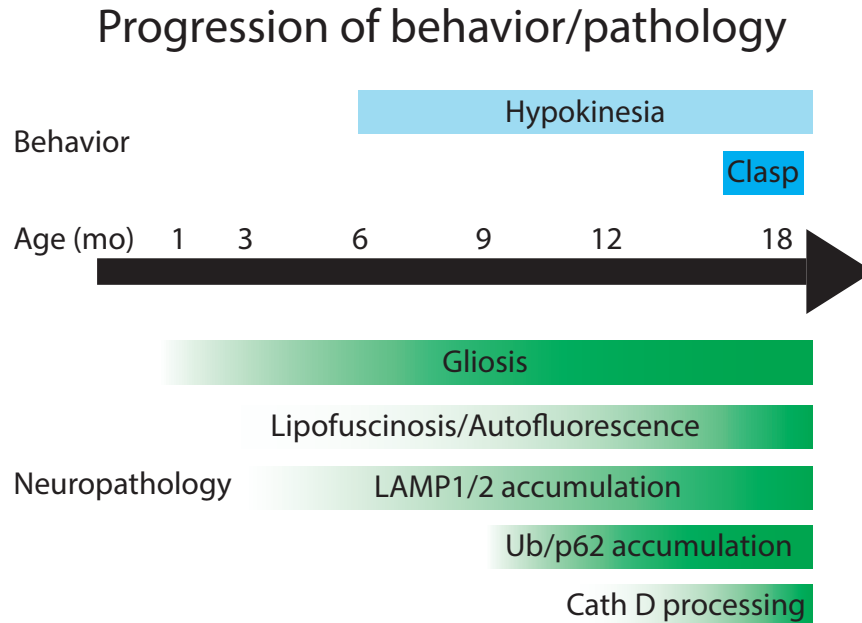 Progression of behavior/pathology
Hypokinesia
Behavior
Clasp
Age (mo) 1 3 6 9 12 18
Gliosis
Lipofuscinosis/Autofluorescence
Neuropathology LAMP1/2 accumulation
Ub/p62 accumulation
Cath D processing